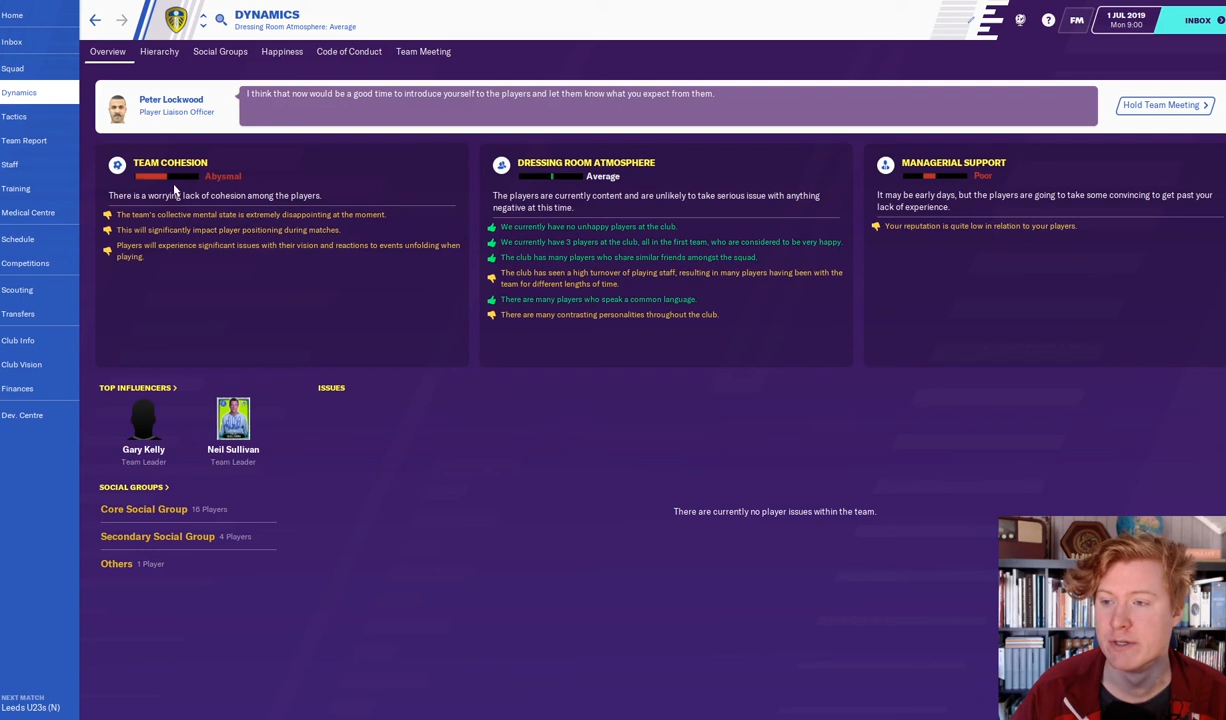 Home
Inbox
Squad
Dynamics
Tactics
Team Report
Staff
Training
Medical Centre
Schedule
Competitions
Scouting
Transfers
Club Info
Club Vision
Finances
Dev. Centre
NEXT MATCH
Leeds U23s (N)
DYNAMICS
Dressing Room Atmosphere: Average
?
FM
1 JUL 2019
Mon 9:00
INBOX
Overview
Hierarchy
Social Groups
Happiness
Code of Conduct
Team Meeting
Peter Lockwood
Player Liaison Officer
I think that now would be a good time to introduce yourself to the players and let them know what you expect from them.
Hold Team Meeting
TEAM COHESION
Abysmal
There is a worrying lack of cohesion among the players.
The team's collective mental state is extremely disappointing at the moment.
This will significantly impact player positioning during matches.
Players will experience significant issues with their vision and reactions to events unfolding when
playing.
DRESSING ROOM ATMOSPHERE
Average
The players are currently content and are unlikely to take serious issue with anything
negative at this time.
We currently have no unhappy players at the club.
We currently have 3 players at the club, all in the first team, who are considered to be very happy.
The club has many players who share similar friends amongst the squad.
The club has seen a high turnover of playing staff, resulting in many players having been with the
team for different lengths of time.
There are many players who speak a common language.
There are many contrasting personalities throughout the club.
MANAGERIAL SUPPORT
Poor
It may be early days, but the players are going to take some convincing to get past your
lack of experience.
Your reputation is quite low in relation to your players.
TOP INFLUENCERS
Gary Kelly
Team Leader
Neil Sullivan
Team Leader
ISSUES
There are currently no player issues within the team.
SOCIAL GROUPS
Core Social Group 16 Players
Secondary Social Group 4 Players
Others 1 Player